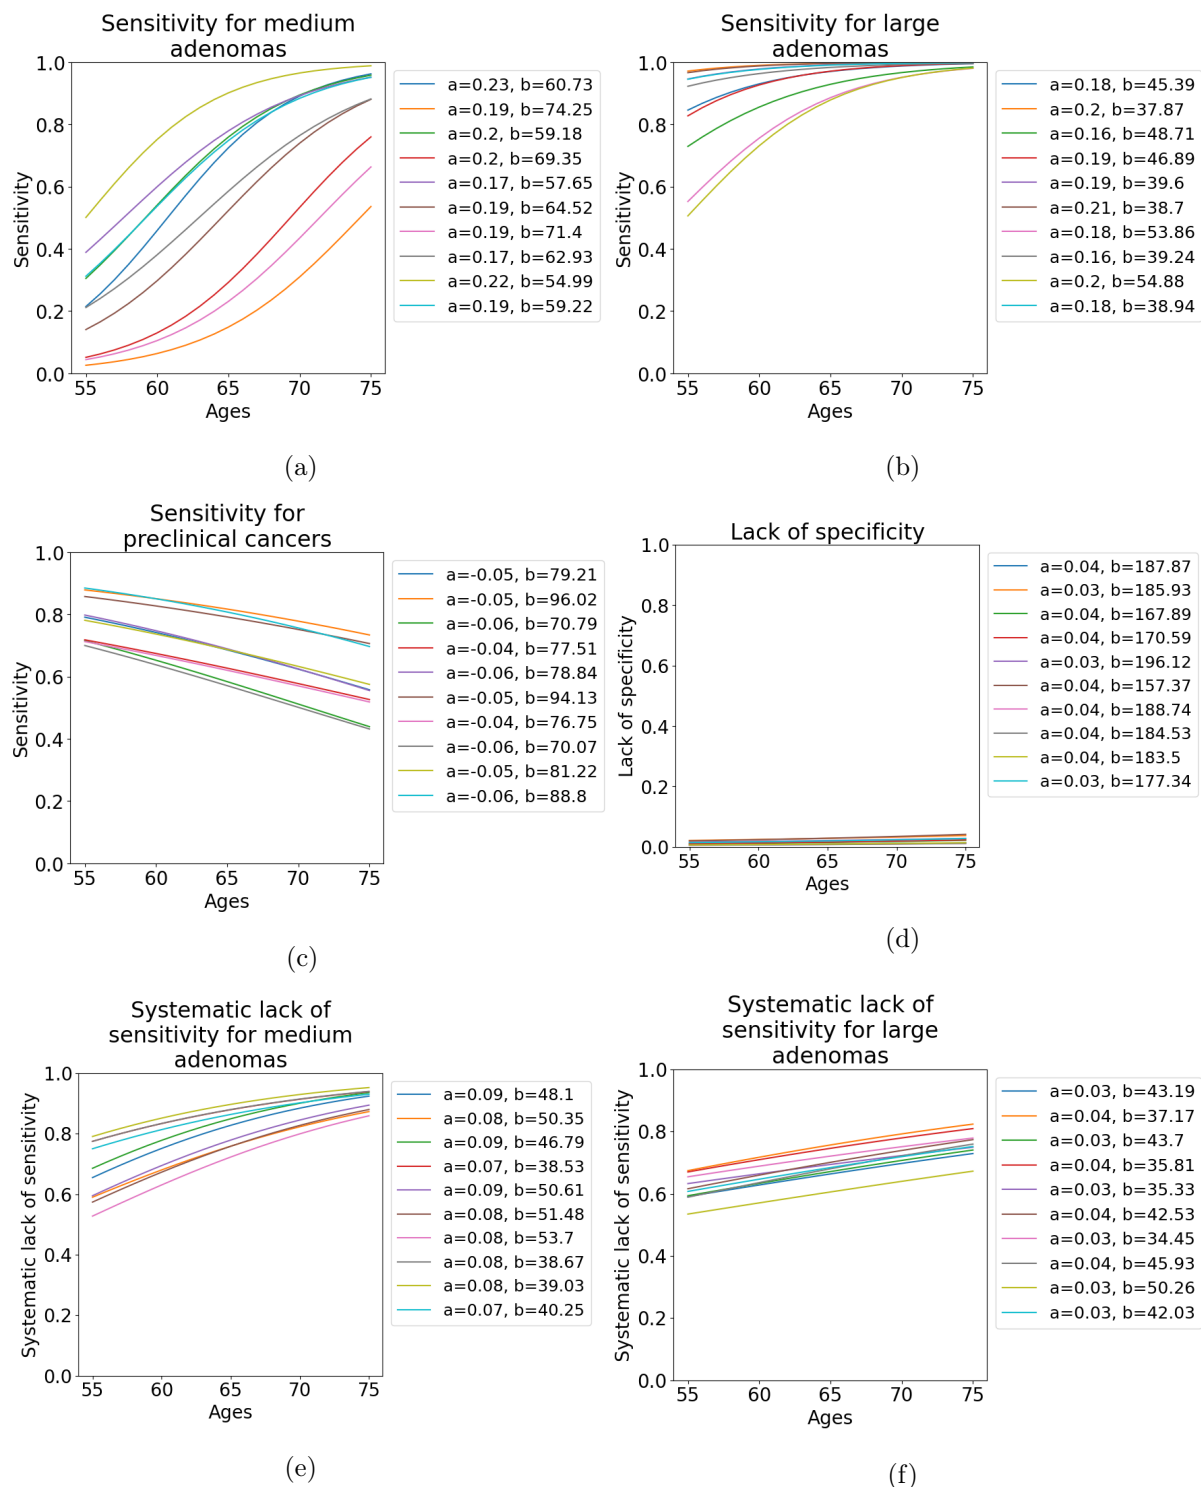 Sensitivity for medium
adenomas
1.0
0.8
0.6
0.4
0.2
0.0
Sensitivity
55 60 65 70 75
Ages
a=0.23, b=60.73
a=0.19, b=74.25
a=0.2, b=59.18
a=0.2, b=69.35
a=0.17, b=57.65
a=0.19, b=64.52
a=0.19, b=71.4
a=0.17, b=62.93
a=0.22, b=54.99
a=0.19, b=59.22
(a)
Sensitivity for large
adenomas
1.0
0.8
0.6
0.4
0.2
0.0
Sensitivity
55 60 65 70 75
Ages
a=0.18, b=45.39
a=0.2, b=37.87
a=0.16, b=48.71
a=0.19, b=46.89
a=0.19, b=39.6
a=0.21, b=38.7
a=0.18, b=53.86
a=0.16, b=39.24
a=0.2, b=54.88
a=0.18, b=38.94
(b)
Sensitivity for
preclinical cancers
1.0
0.8
0.6
0.4
0.2
0.0
Sensitivity
55 60 65 70 75
Ages
a=-0.05, b=79.21
a=-0.05, b=96.02
a=-0.06, b=70.79
a=-0.04, b=77.51
a=-0.06, b=78.84
a=-0.05, b=94.13
a=-0.04, b=76.75
a=-0.06, b=70.07
a=-0.05, b=81.22
a=-0.06, b=88.8
(c)
Lack of specificity
1.0
0.8
0.6
0.4
0.2
0.0
Lack of specificity
55 60 65 70 75
Ages
a=0.04, b=187.87
a=0.03, b=185.93
a=0.04, b=167.89
a=0.04, b=170.59
a=0.03, b=196.12
a=0.04, b=157.37
a=0.04, b=188.74
a=0.04, b=184.53
a=0.04, b=183.5
a=0.03, b=177.34
(d)
Systematic lack of
sensitivity for medium
adenomas
1.0
0.8
0.6
0.4
0.2
0.0
Systematic lack of sensitivity
55 60 65 70 75
Ages
a=0.09, b=48.1
a=0.08, b=50.35
a=0.09, b=46.79
a=0.07, b=38.53
a=0.09, b=50.61
a=0.08, b=51.48
a=0.08, b=53.7
a=0.08, b=38.67
a=0.08, b=39.03
a=0.07, b=40.25
(e)
Systematic lack of
sensitivity for large
adenomas
1.0
0.8
0.6
0.4
0.2
0.0
Systematic lack of sensitivity
55 60 65 70 75
Ages
a=0.03, b=43.19
a=0.04, b=37.17
a=0.03, b=43.7
a=0.04, b=35.81
a=0.03, b=35.33
a=0.04, b=42.53
a=0.03, b=34.45
a=0.04, b=45.93
a=0.03, b=50.26
a=0.03, b=42.03
(f)